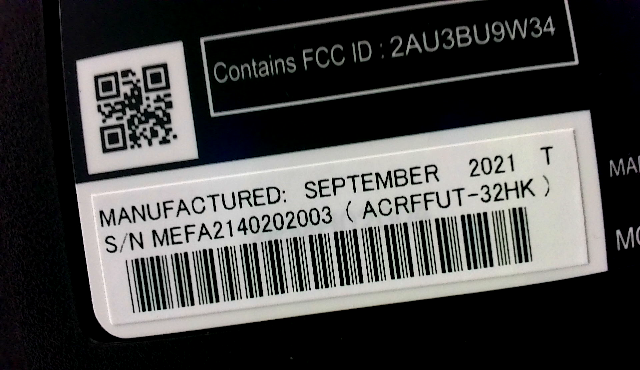 Contains FCC ID : 2AU3BU9W34
MANUFACTURED: SEPTEMBER 2021 T
S/N MEFA2140202003 ( ACRFFUT-32HK )